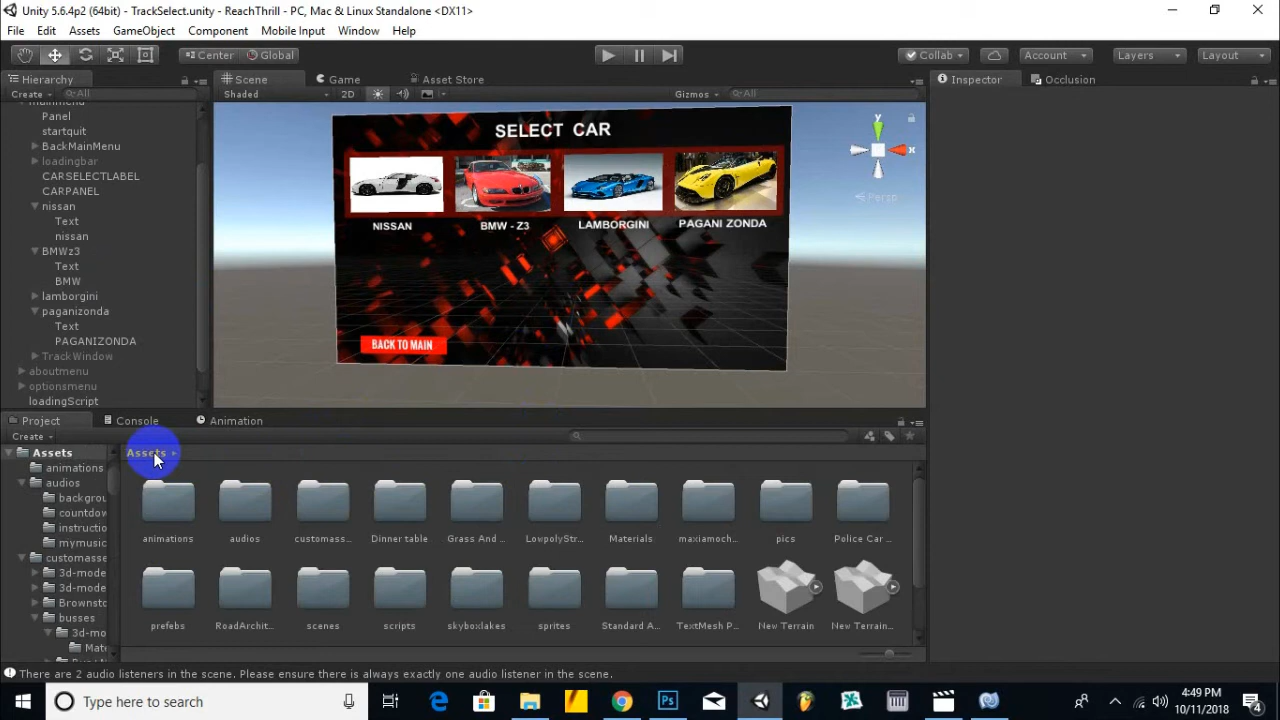 Unity 5.6.4p2 (64bit) - TrackSelect.unity - ReachThrill - PC, Mac & Linux Standalone <DX11>
File Edit Assets GameObject Component Mobile Input Window Help
Center Global Collab Account Layers Layout
Hierarchy Scene Game Asset Store Inspector Occlusion
Create All Shaded 2D Gizmos All
mainmenu
Panel
startquit
BackMainMenu
loadingbar
CARSELECTLABEL
CARPANEL
nissan
Text
nissan
BMWz3
Text
BMW
lamborgini
paganizonda
Text
PAGANIZONDA
TrackWindow
aboutmenu
optionsmenu
loadingScript
SELECT CAR
NISSAN BMW - Z3 LAMBORGINI PAGANI ZONDA
BACK TO MAIN
y
x
Persp
Project Console Animation
Create
Assets
animations
audios
backgrou
countdow
instructio
mymusic
customasse
3d-mode
3d-mode
Brownsto
busses
3d-mo
Mate
Assets
animations audios customass... Dinner table Grass And ... LowpolyStr... Materials maxiamoch... pics Police Car ...
prefebs RoadArchit... scenes scripts skyboxlakes sprites Standard A... TextMesh P... New Terrain New Terrain...
There are 2 audio listeners in the scene. Please ensure there is always exactly one audio listener in the scene.
Type here to search
Ps
4:49 PM
10/11/2018
4